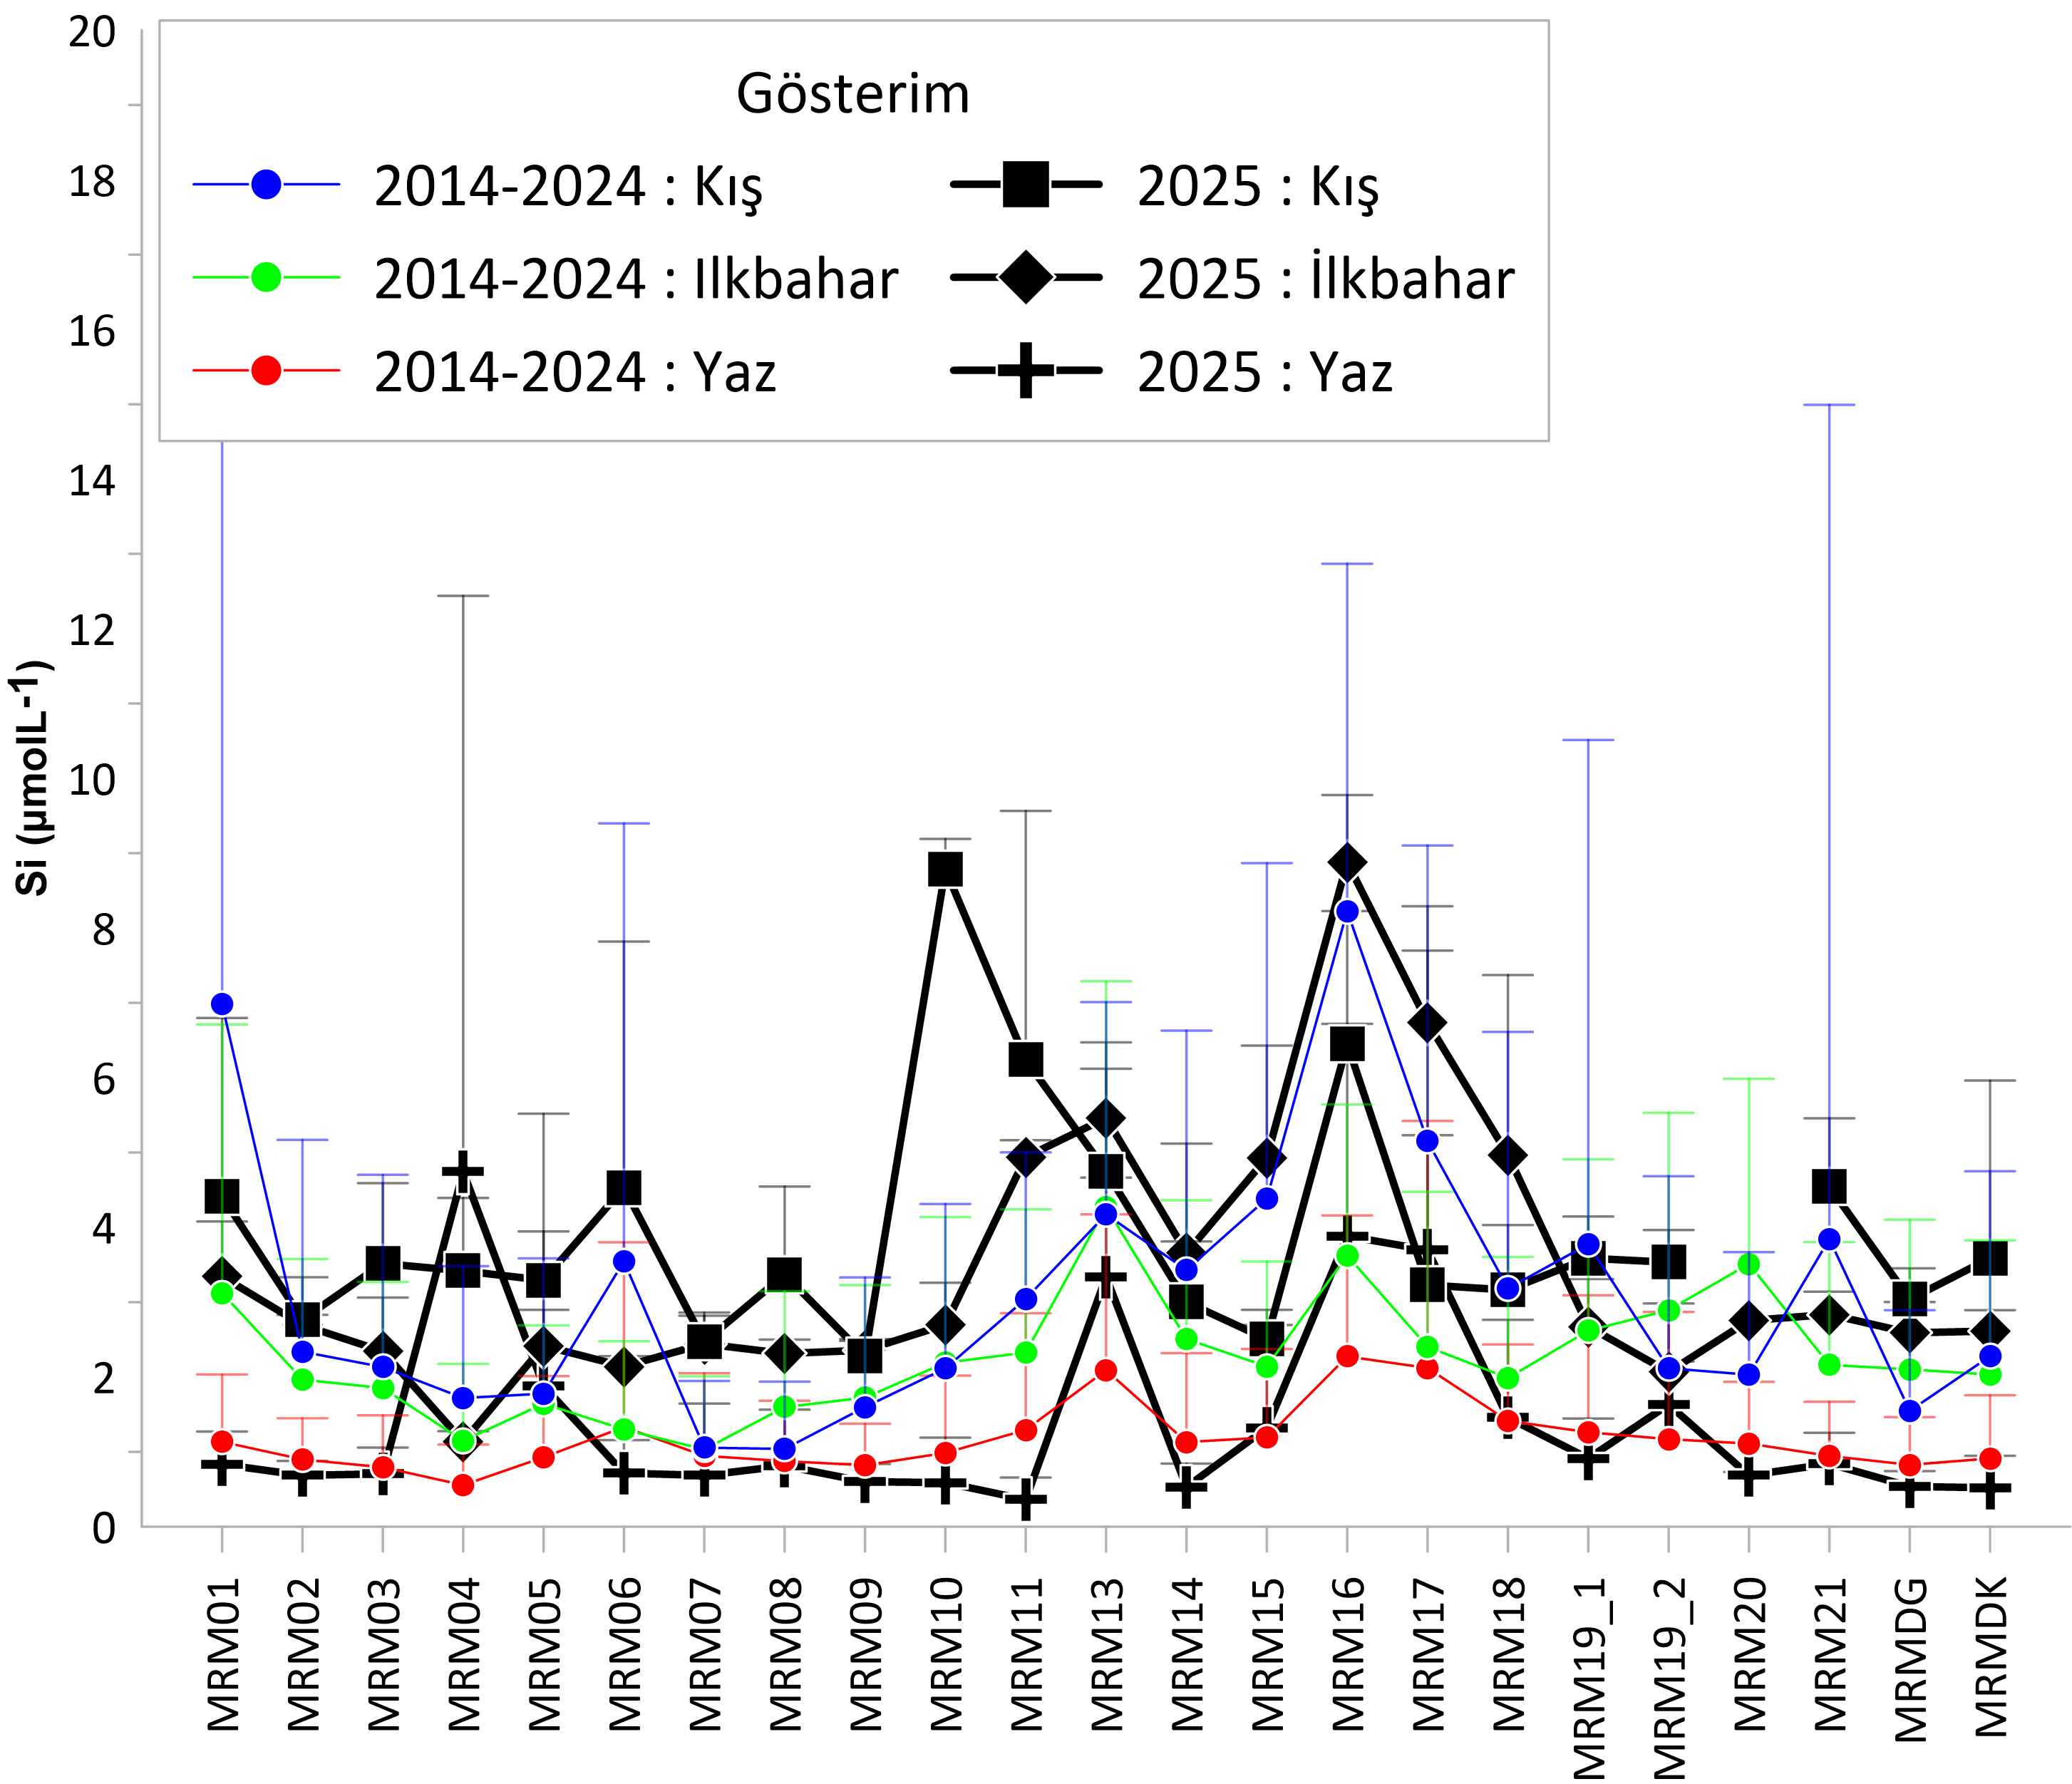 Gösterim
2014-2024 : Kış
2025 : Kış
2014-2024 : Ilkbahar
2025 : İlkbahar
2014-2024 : Yaz
2025 : Yaz
Si (µmolL-1)
20
18
16
14
12
10
8
6
4
2
0
MRM01
MRM02
MRM03
MRM04
MRM05
MRM06
MRM07
MRM08
MRM09
MRM10
MRM11
MRM13
MRM14
MRM15
MRM16
MRM17
MRM18
MRM19_1
MRM19_2
MRM20
MRM21
MRMDG
MRMDK